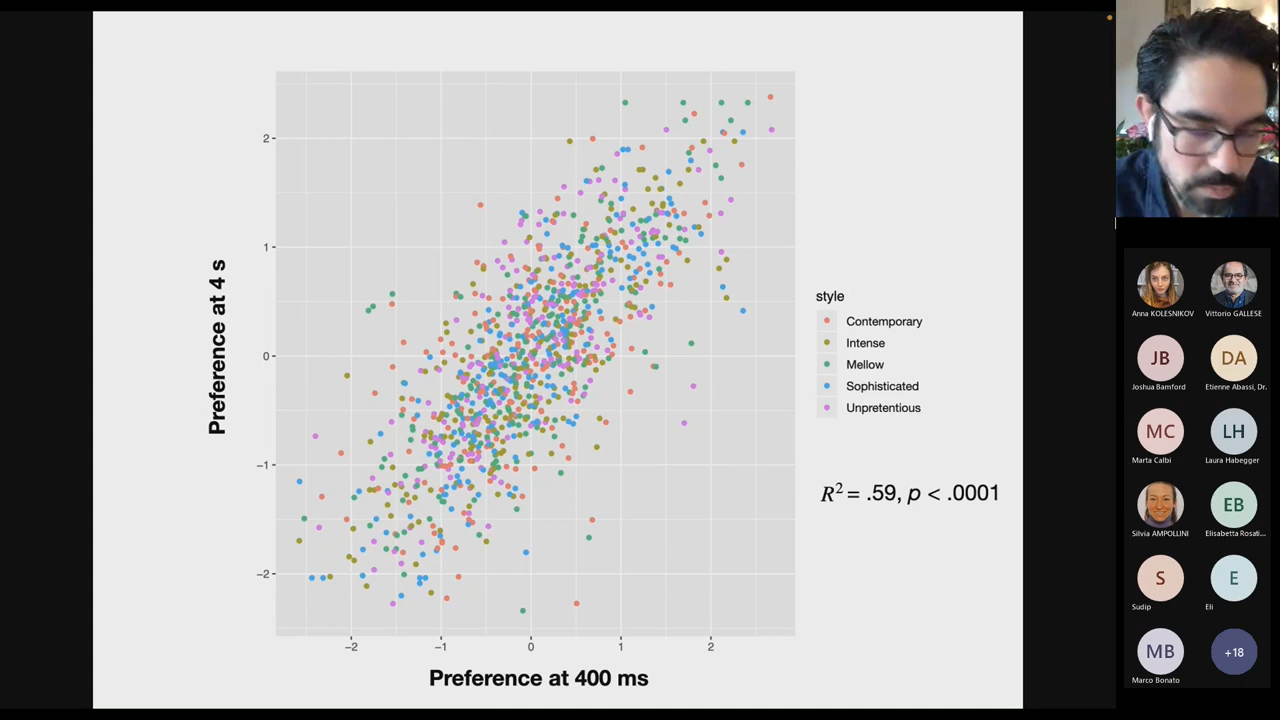 Preference at 4 s
2
1
0
−1
−2
−2
−1
0
1
2
Preference at 400 ms
style
Contemporary
Intense
Mellow
Sophisticated
Unpretentious
R² = .59, p < .0001
Anna KOLESNIKOV
Vittorio GALLESE
JB
DA
Joshua Bamford
Etienne Abassi, Dr.
MC
LH
Marta Calbi
Laura Habegger
EB
Silvia AMPOLLINI
Elisabetta Rosati...
S
E
Sudip
Eli
MB
+18
Marco Bonato